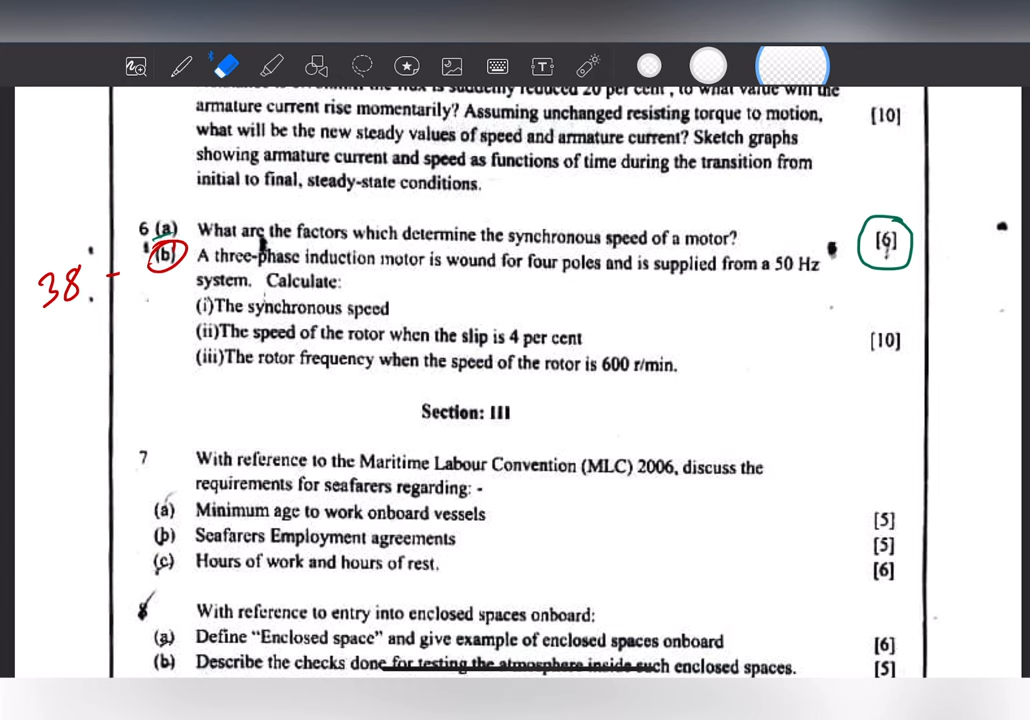 armature current rise momentarily? Assuming unchanged resisting torque to motion, [10]
what will be the new steady values of speed and armature current? Sketch graphs
showing armature current and speed as functions of time during the transition from
initial to final, steady-state conditions.
6 (a) What are the factors which determine the synchronous speed of a motor? [6]
38. - (b) A three-phase induction motor is wound for four poles and is supplied from a 50 Hz
system. Calculate:
(i)The synchronous speed
(ii)The speed of the rotor when the slip is 4 per cent [10]
(iii)The rotor frequency when the speed of the rotor is 600 r/min.
Section: III
7 With reference to the Maritime Labour Convention (MLC) 2006, discuss the
requirements for seafarers regarding: -
(a) Minimum age to work onboard vessels [5]
(b) Seafarers Employment agreements [5]
(c) Hours of work and hours of rest. [6]
8 With reference to entry into enclosed spaces onboard:
(a) Define "Enclosed space" and give example of enclosed spaces onboard [6]
(b) Describe the checks done for testing the atmosphere inside such enclosed spaces. [5]